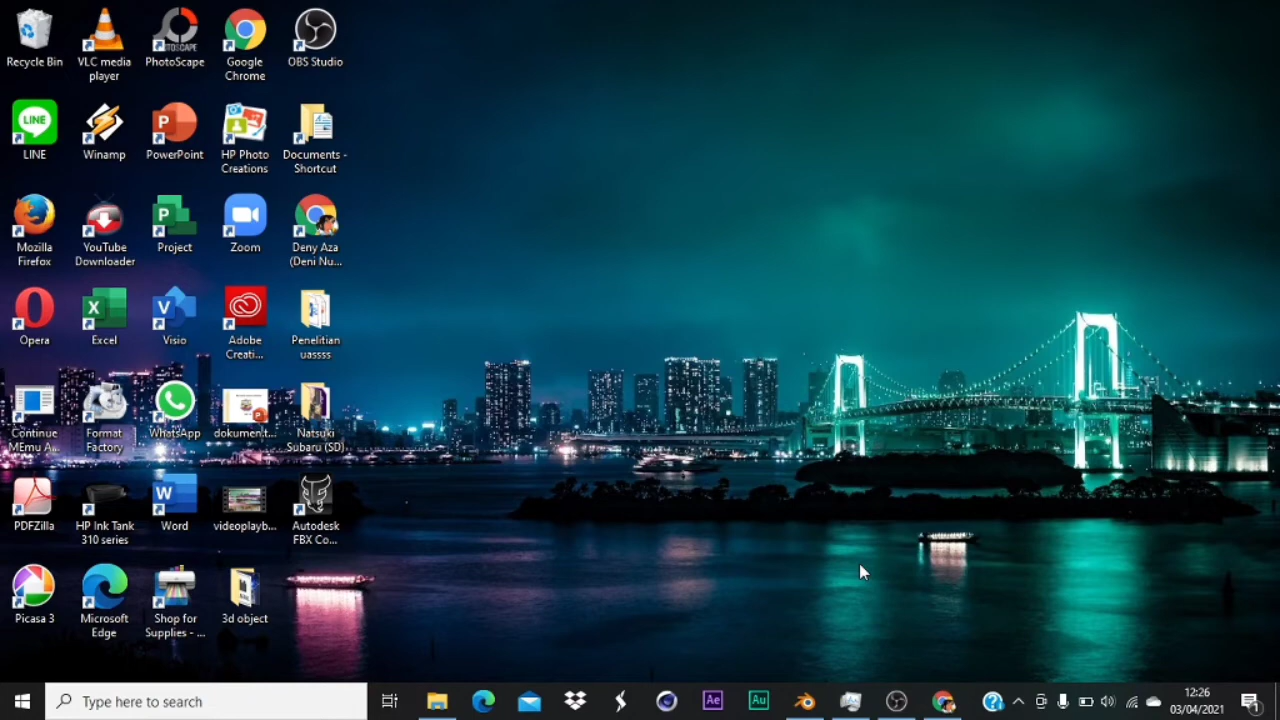 Recycle Bin
VLC media
player
PhotoScape
Google
Chrome
OBS Studio
LINE
Winamp
PowerPoint
HP Photo
Creations
Documents -
Shortcut
Mozilla
Firefox
YouTube
Downloader
Project
Zoom
Deny Aza
(Deni Nu...
Opera
Excel
Visio
Adobe
Creati...
Penelitian
uassss
Continue
MEmu A...
Format
Factory
WhatsApp
dokument...
Natsuki
Subaru (SD)
PDFZilla
HP Ink Tank
310 series
Word
videoplayb...
Autodesk
FBX Co...
Picasa 3
Microsoft
Edge
Shop for
Supplies - ...
3d object
Type here to search
Ae
Au
12:26
03/04/2021